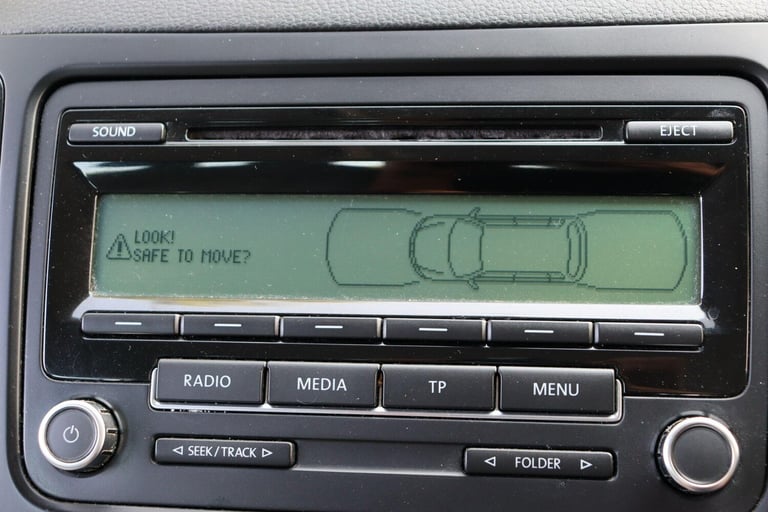 SOUND
EJECT
LOOK!
SAFE TO MOVE?
RADIO
MEDIA
TP
MENU
SEEK/TRACK
FOLDER